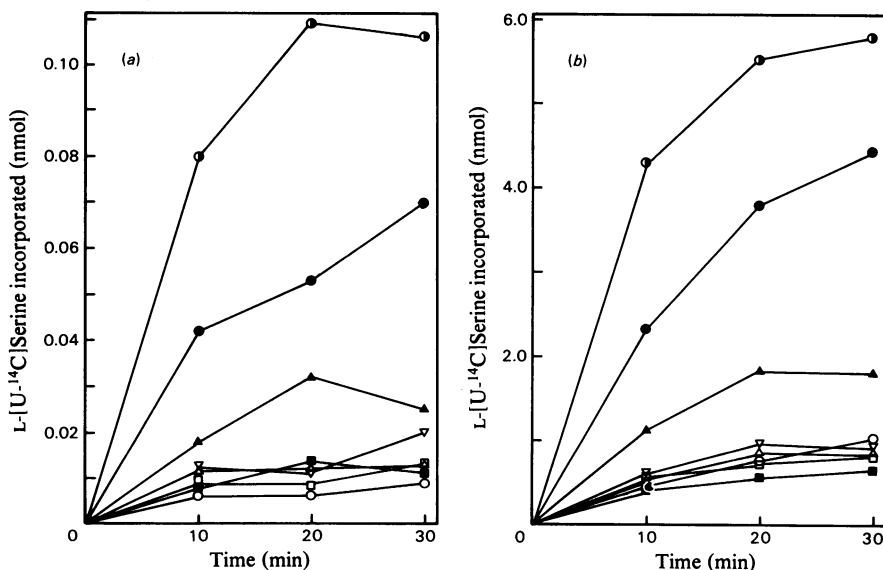 (a)
0.10
0.08
0.06
0.04
0.02
0
0
10
20
30
Time (min)
L-[U-¹⁴C]Serine incorporated (nmol)
(b)
6.0
4.0
2.0
0
10
20
30
Time (min)
L-[U-¹⁴C]Serine incorporated (nmol)